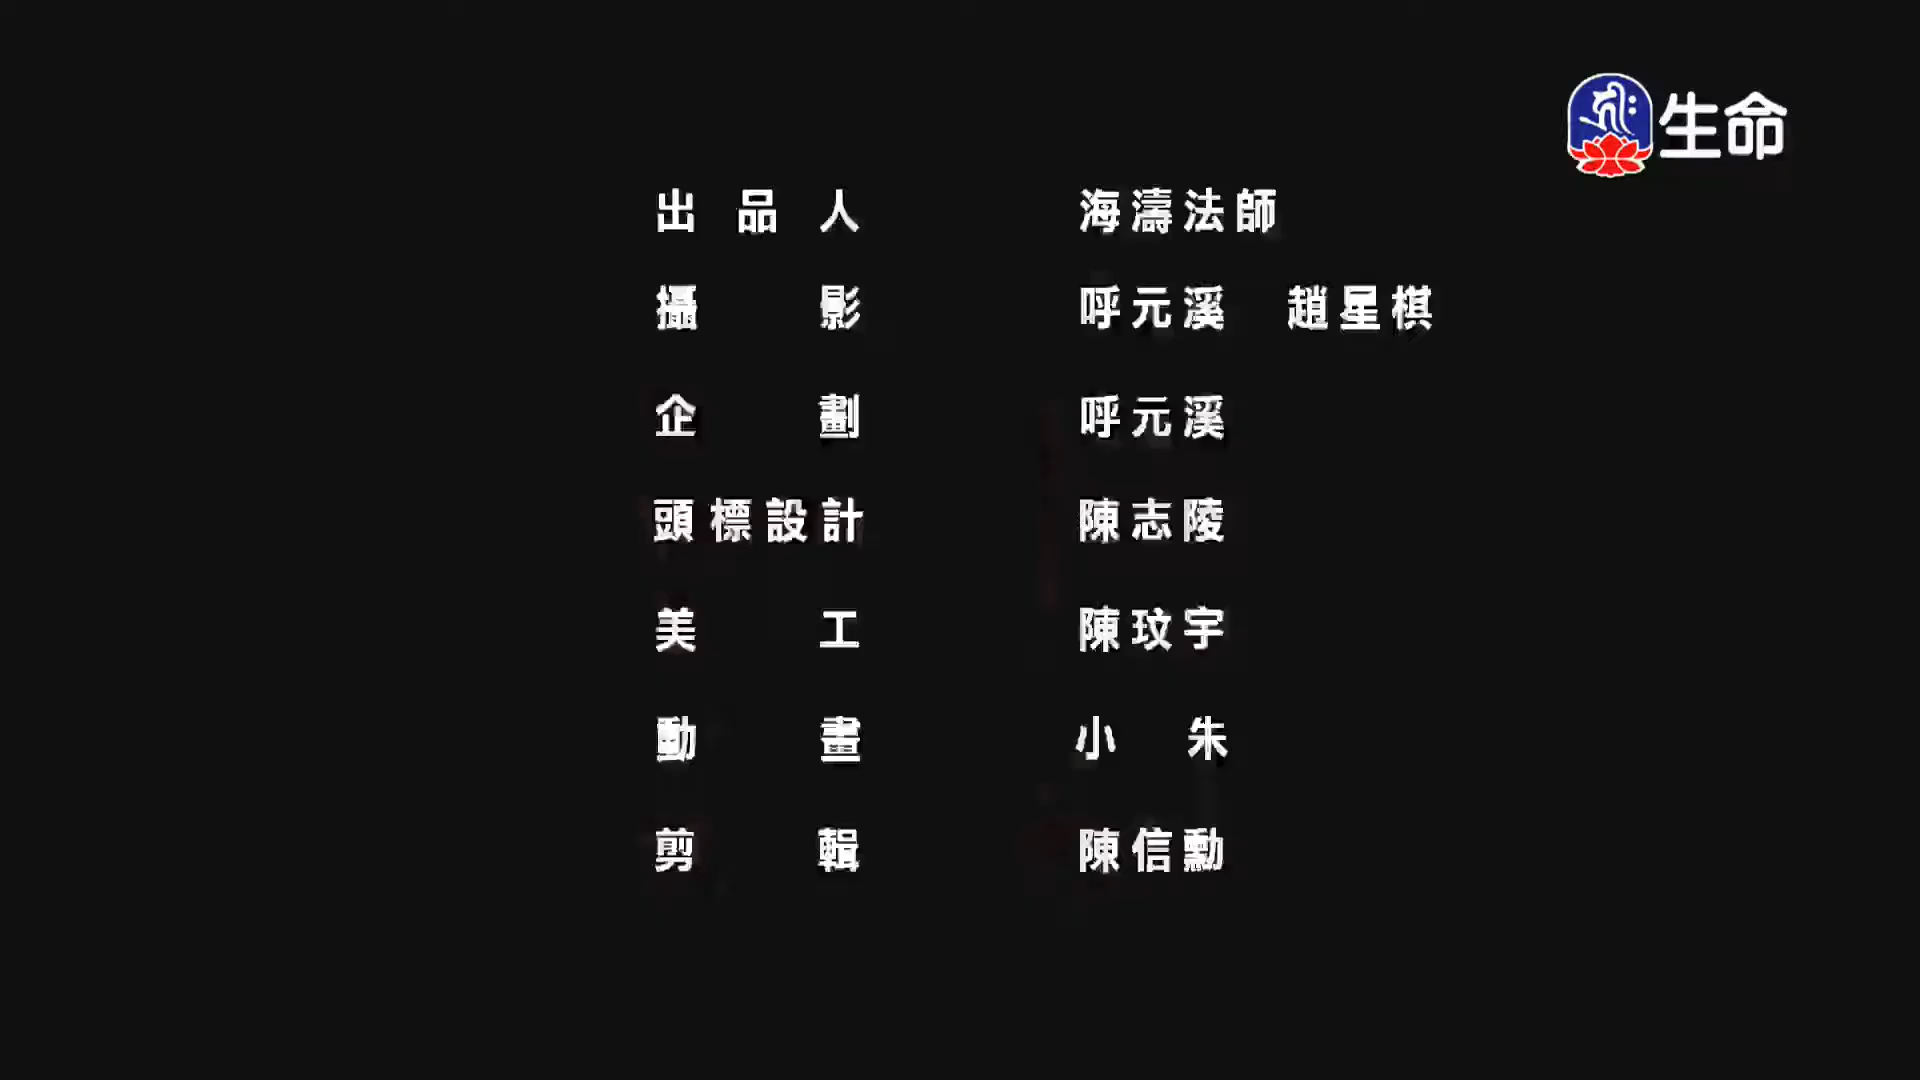 生命
出品人 海濤法師
攝影 呼元溪 趙星棋
企劃 呼元溪
頭標設計 陳志陵
美工 陳玟宇
動畫 小朱
剪輯 陳信勳